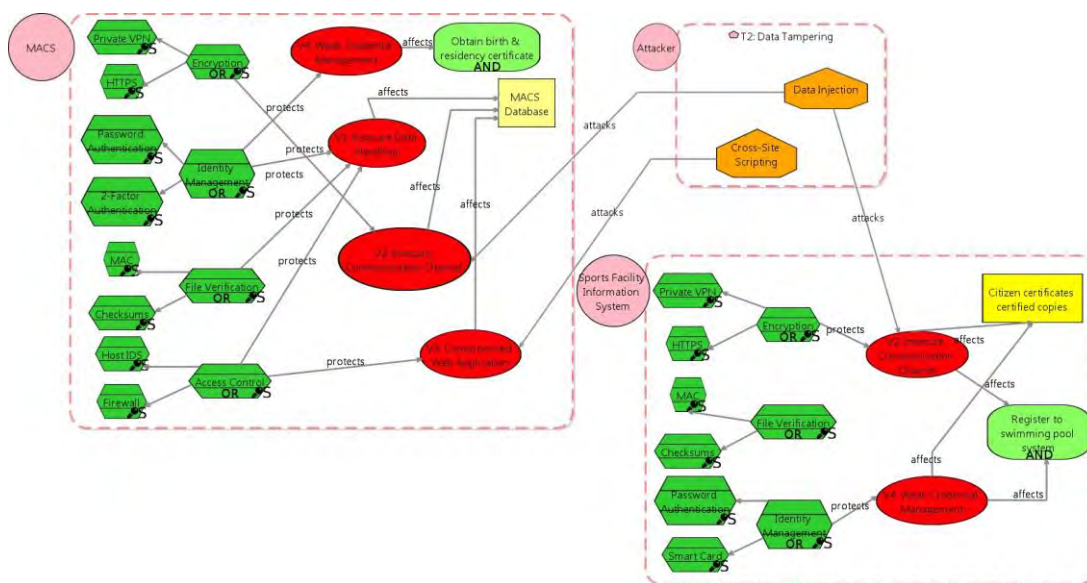 MACS
Private VPN
S
HTTPS
S
Encryption
OR
S
Password
Authentication
S
2-Factor
Authentication
S
Identity
Management
OR
S
MAC
S
Checksums
S
File Verification
OR
S
Host IDS
S
Firewall
S
Access Control
OR
S
V4 Weak Credential
Management
affects
Obtain birth &
residency certificate
AND
protects
affects
MACS
Database
V1 Insecure Data
Handling
protects
protects
affects
protects
protects
V2 Insecure
Communication Channel
affects
protects
V3 Compromised
Web Application
Attacker
T2: Data Tampering
Data Injection
Cross-Site
Scripting
attacks
attacks
attacks
Sports Facility
Information
System
Private VPN
S
HTTPS
S
Encryption
OR
S
protects
V2 Insecure
Communication
Channel
affects
Citizen certificates
certified copies
affects
MAC
S
Checksums
S
File Verification
OR
S
Register to
swimming pool
system
AND
affects
Password
Authentication
S
Smart Card
S
Identity
Management
OR
S
protects
V4 Weak Credential
Management
affects